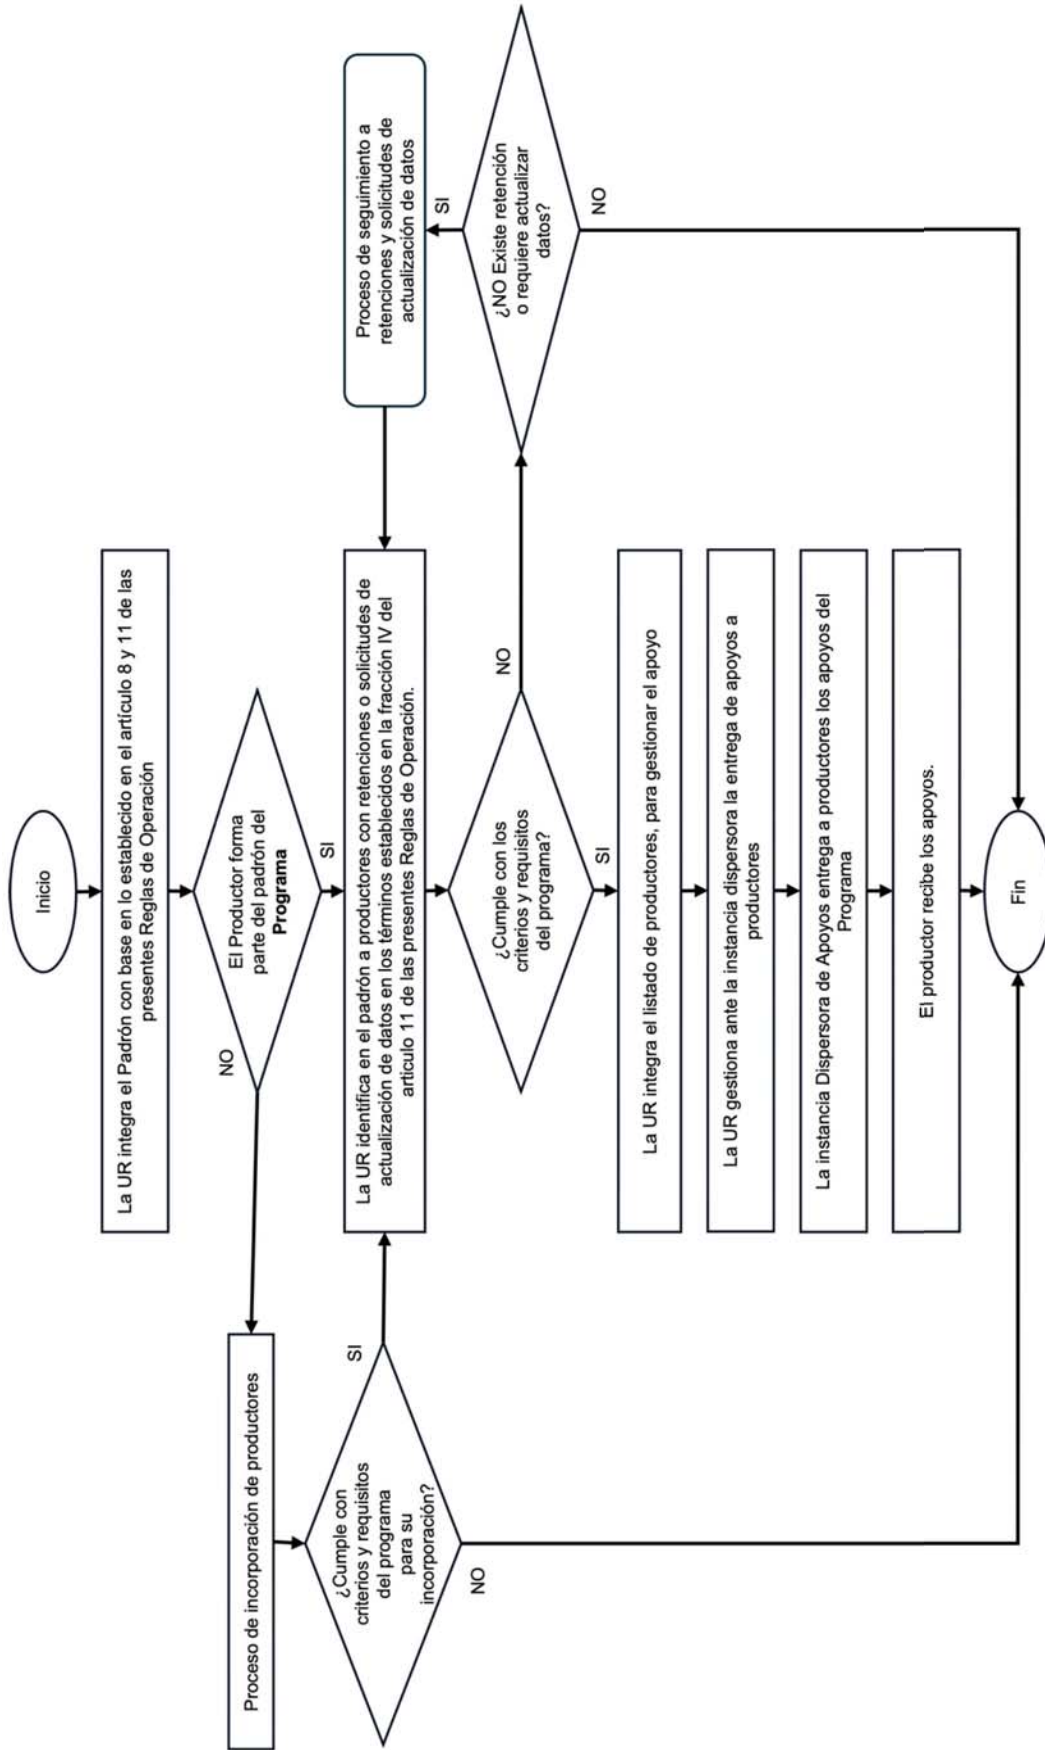 Inicio
La UR integra el Padrón con base en lo establecido en el artículo 8 y 11 de las
presentes Reglas de Operación
El Productor forma
parte del padrón del
Programa
NO
SI
Proceso de incorporación de productores
¿Cumple con
criterios y requisitos
del programa
para su
incorporación?
SI
NO
La UR identifica en el padrón a productores con retenciones o solicitudes de
actualización de datos en los términos establecidos en la fracción IV del
articulo 11 de las presentes Reglas de Operación.
Proceso de seguimiento a
retenciones y solicitudes de
actualización de datos
SI
¿NO Existe retención
o requiere actualizar
datos?
NO
¿Cumple con los
criterios y requisitos
del programa?
NO
SI
La UR integra el listado de productores, para gestionar el apoyo
La UR gestiona ante la instancia dispersora la entrega de apoyos a
productores
La instancia Dispersora de Apoyos entrega a productores los apoyos del
Programa
El productor recibe los apoyos.
Fin